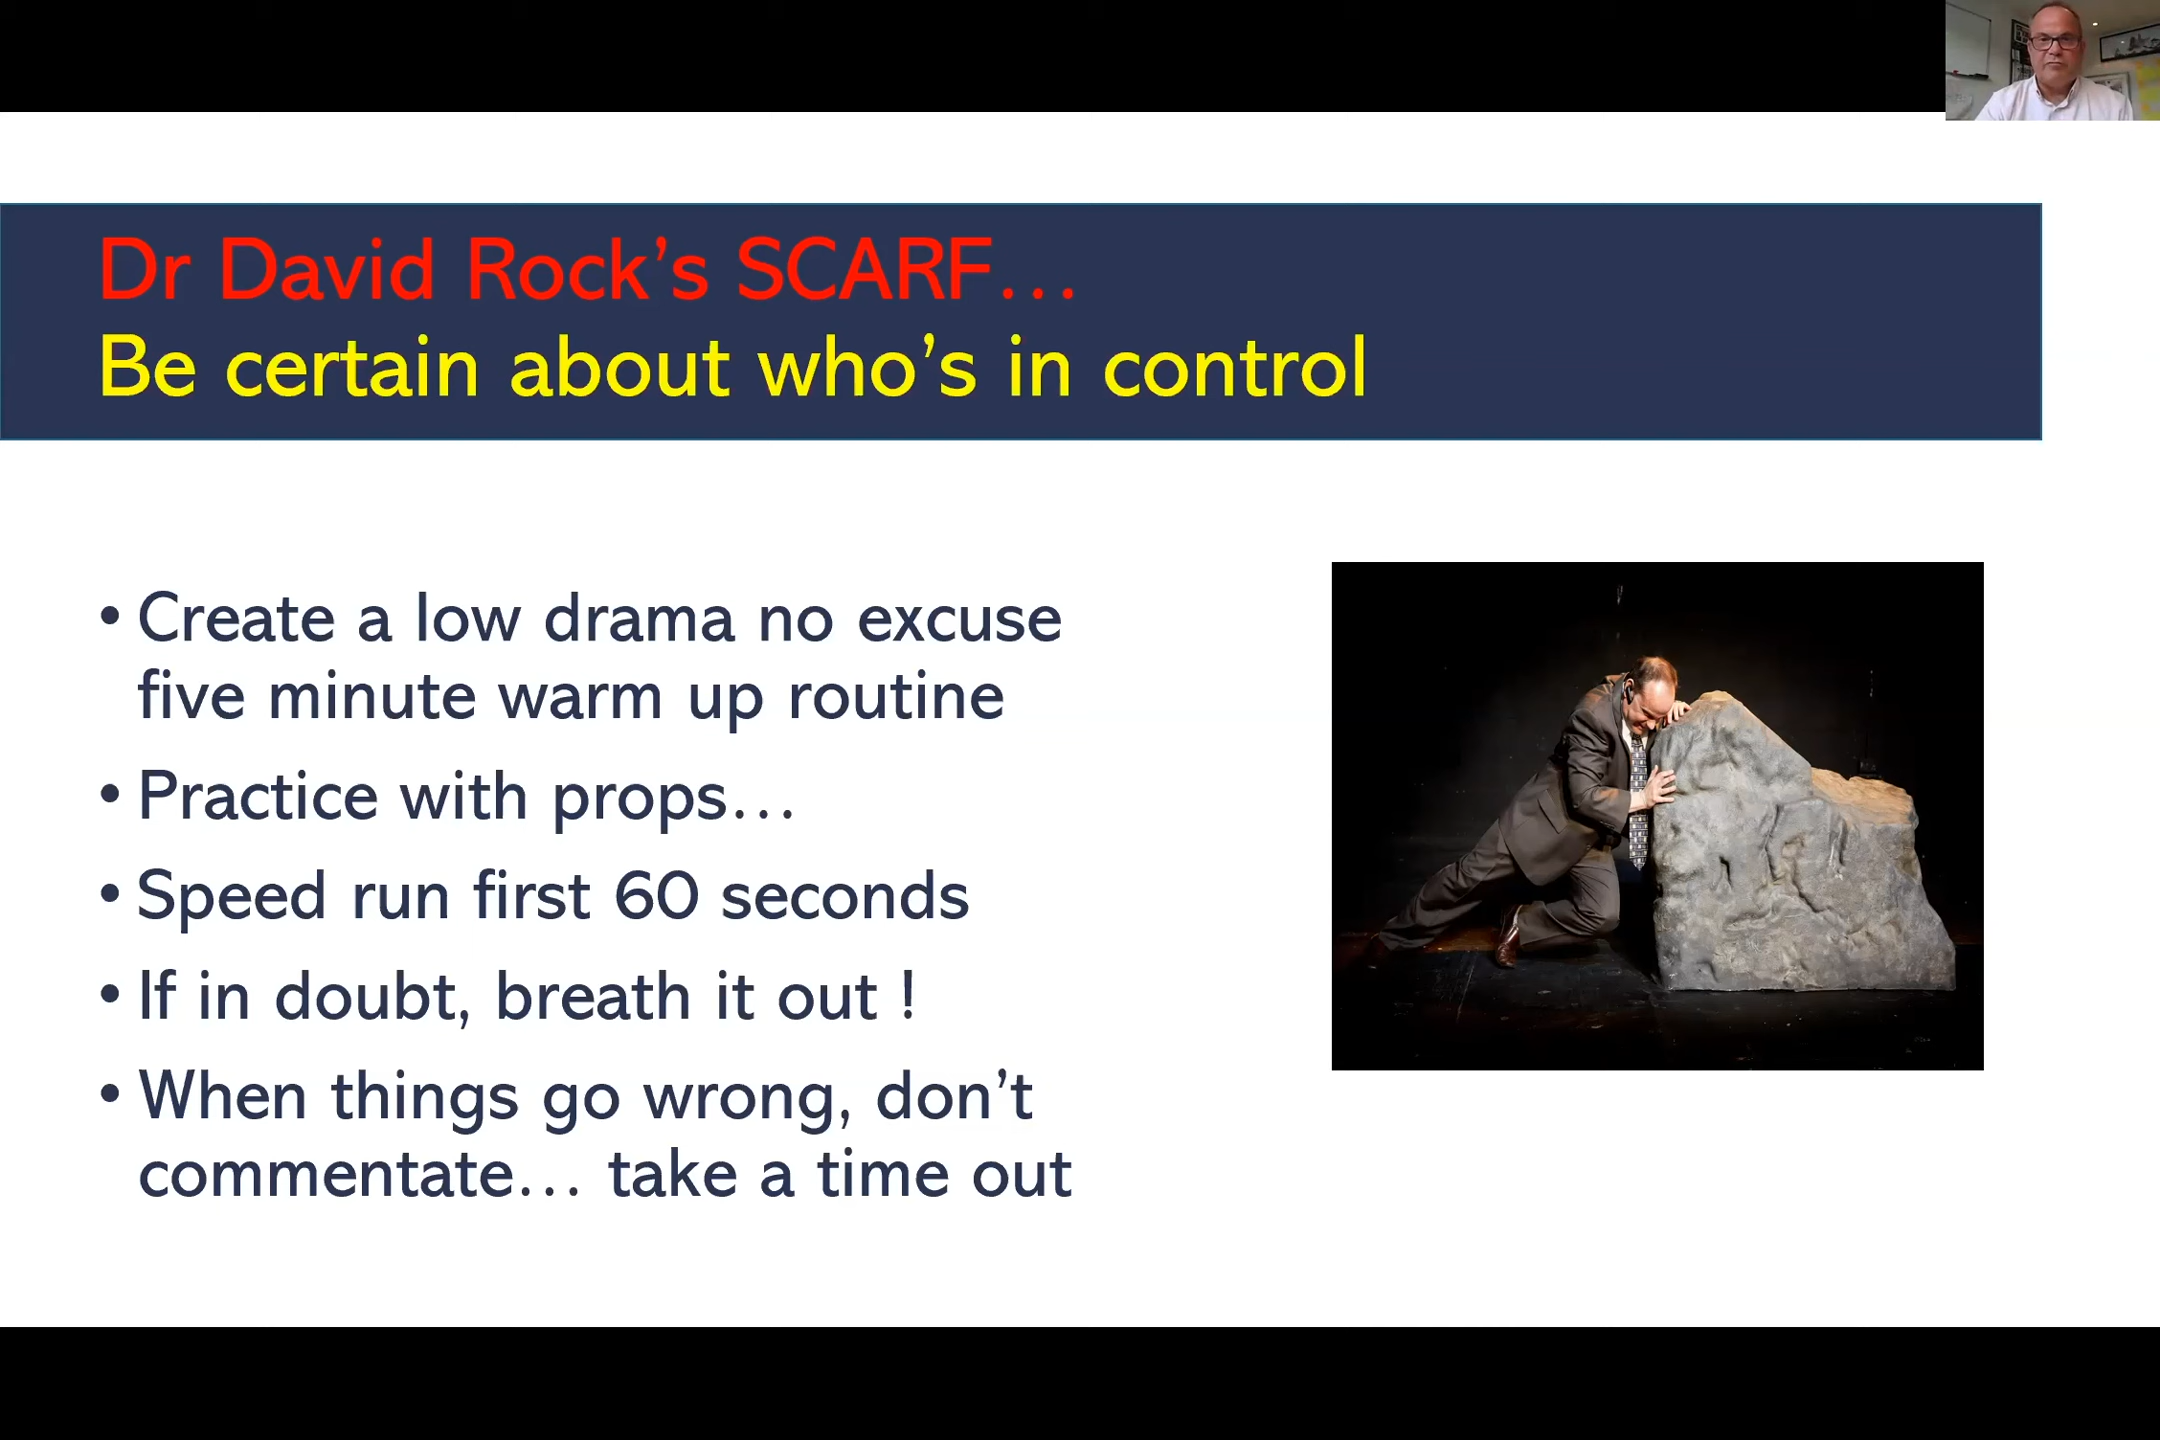 Dr David Rock’s SCARF…
Be certain about who’s in control
• Create a low drama no excuse
five minute warm up routine
• Practice with props…
• Speed run first 60 seconds
• If in doubt, breath it out !
• When things go wrong, don’t
commentate… take a time out